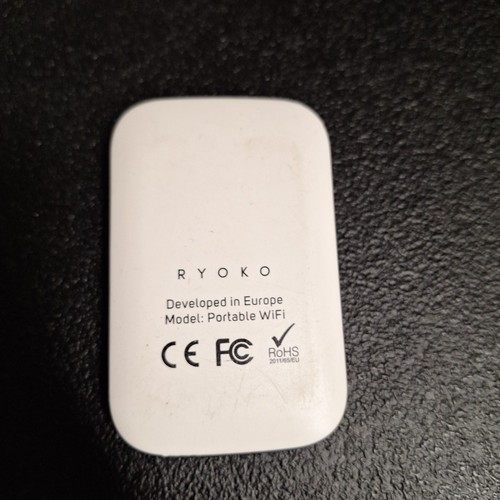 RYOKO
Developed in Europe
Model: Portable WiFi
CE FC RoHS
2011/65/EU